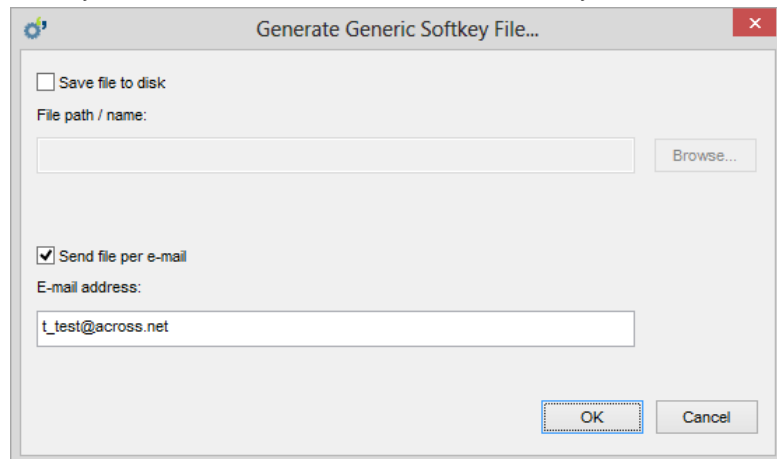 Generate Generic Softkey File...
Save file to disk
File path / name:
Browse...
Send file per e-mail
E-mail address:
t_test@across.net
OK Cancel